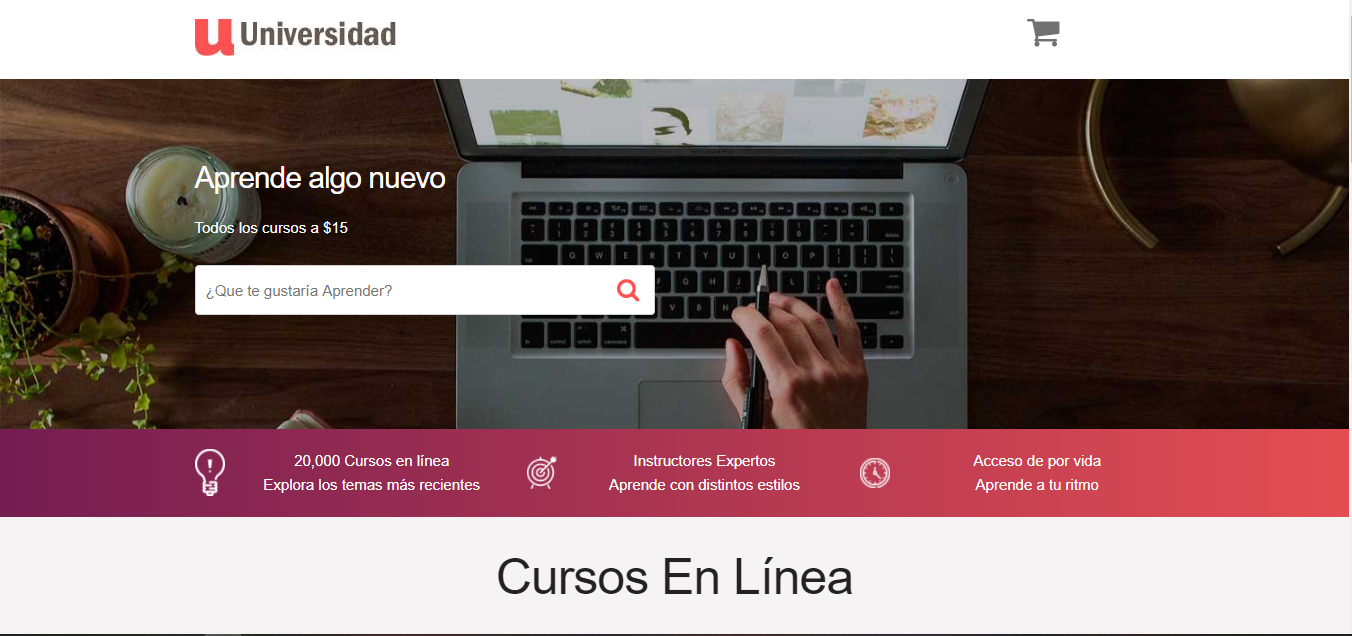 Universidad
Aprende algo nuevo
Todos los cursos a $15
¿Que te gustaría Aprender?
20,000 Cursos en línea
Explora los temas más recientes
Instructores Expertos
Aprende con distintos estilos
Acceso de por vida
Aprende a tu ritmo
Cursos En Línea